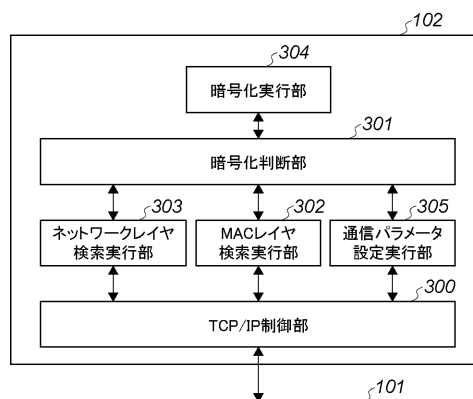 102
304
暗号化実行部
301
暗号化判断部
303
302
305
ネットワークレイヤ
検索実行部
MACレイヤ
検索実行部
通信パラメータ
設定実行部
300
TCP/IP制御部
101